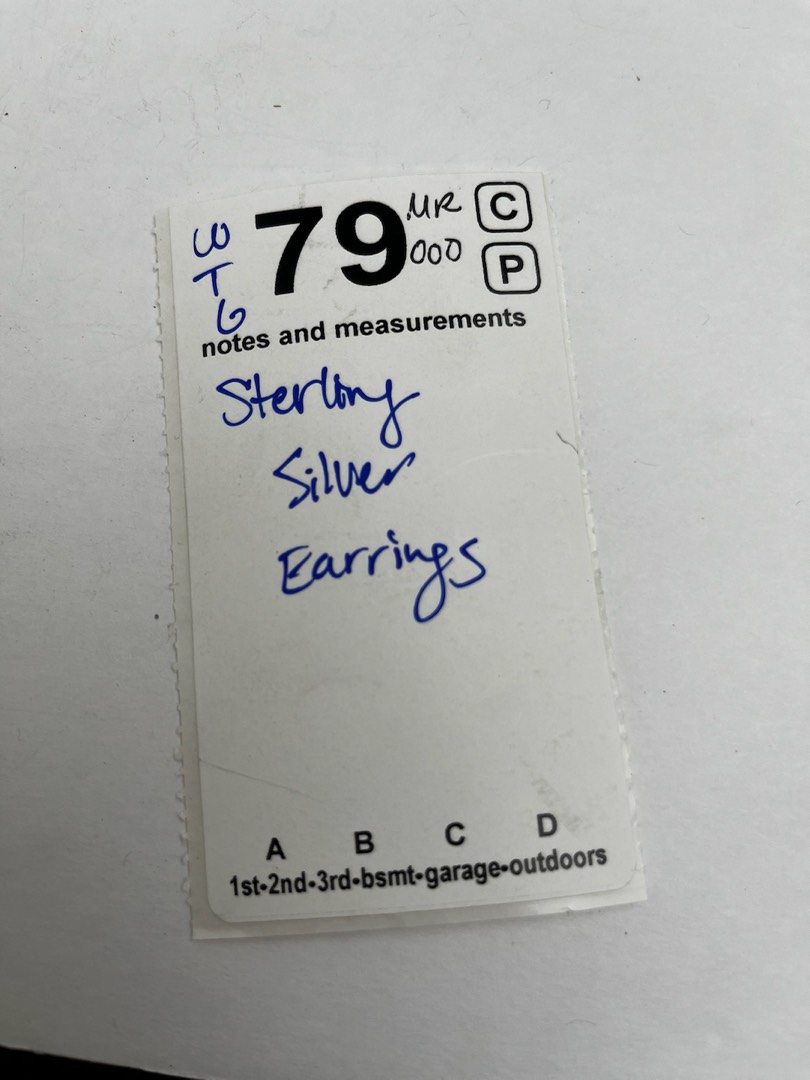 WTG
79
MR
000
C
P
notes and measurements
Sterling
Silver
Earrings
A B C D
1st-2nd-3rd-bsmt-garage-outdoors